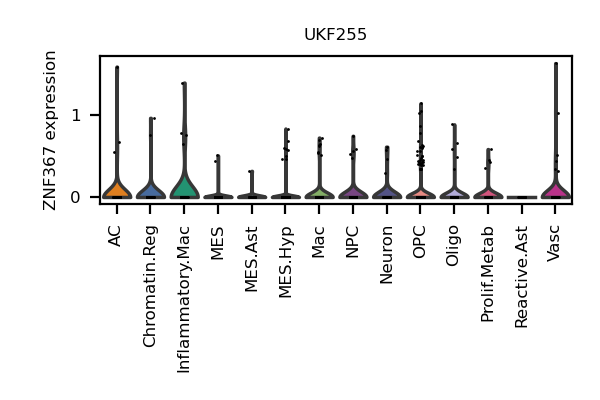 UKF255
ZNF367 expression
1
0
AC
Chromatin.Reg
Inflammatory.Mac
MES
MES.Ast
MES.Hyp
Mac
NPC
Neuron
OPC
Oligo
Prolif.Metab
Reactive.Ast
Vasc